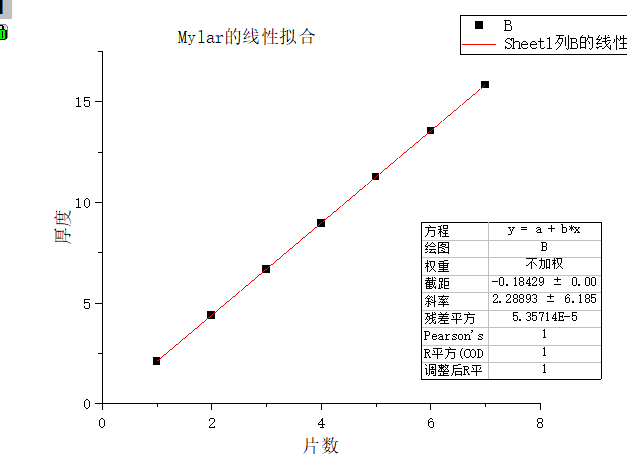 Mylar的线性拟合
B
Sheet1列B的线性
15
10
5
0
厚度
方程 y = a + b*x
绘图 B
权重 不加权
截距 -0.18429 ± 0.00
斜率 2.28893 ± 6.185
残差平方 5.35714E-5
Pearson's 1
R平方(COD 1
调整后R平 1
0 2 4 6 8
片数